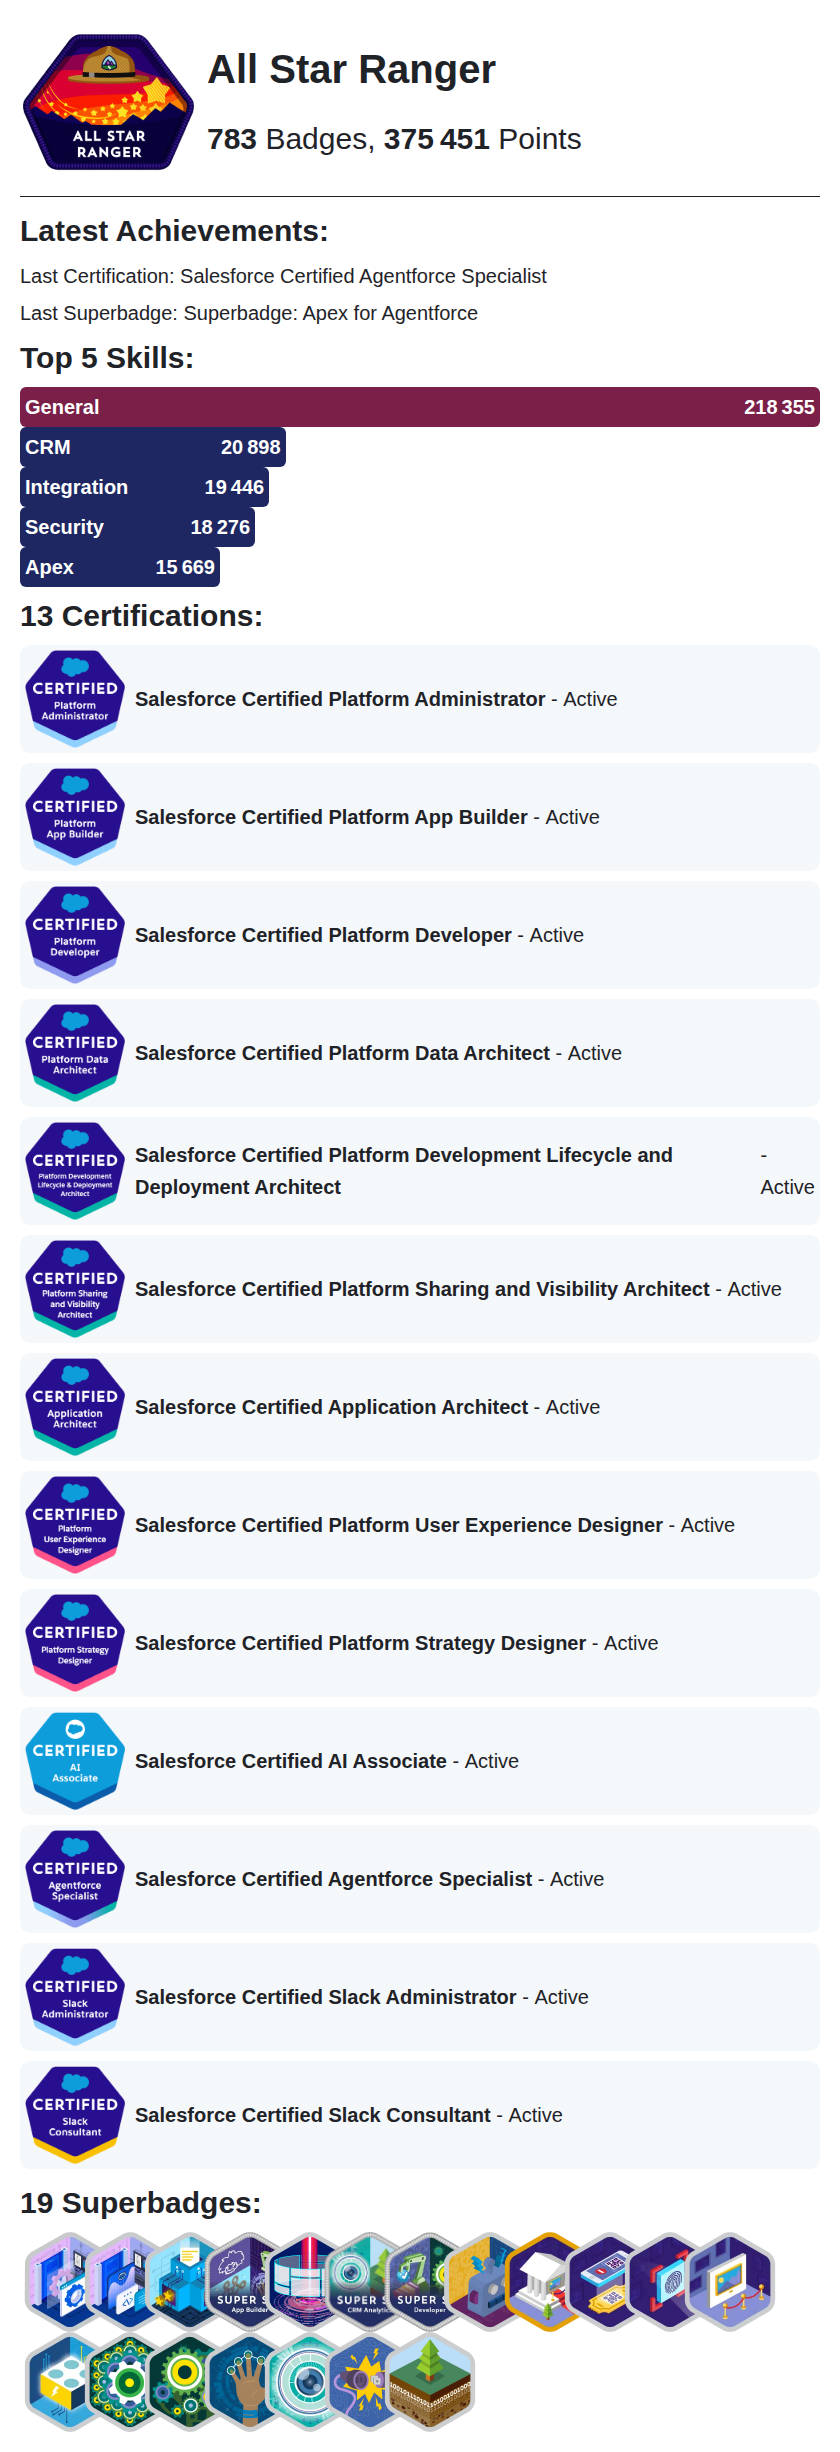 ALL STAR
RANGER
All Star Ranger
783 Badges, 375 451 Points
Latest Achievements:
Last Certification: Salesforce Certified Agentforce Specialist
Last Superbadge: Superbadge: Apex for Agentforce
Top 5 Skills:
General 218 355
CRM 20 898
Integration 19 446
Security 18 276
Apex 15 669
13 Certifications:
CERTIFIED
Platform
Administrator
Salesforce Certified Platform Administrator - Active
CERTIFIED
Platform
App Builder
Salesforce Certified Platform App Builder - Active
CERTIFIED
Platform
Developer
Salesforce Certified Platform Developer - Active
CERTIFIED
Platform Data
Architect
Salesforce Certified Platform Data Architect - Active
CERTIFIED
Platform Development
Lifecycle & Deployment
Architect
Salesforce Certified Platform Development Lifecycle and -
Deployment Architect Active
CERTIFIED
Platform Sharing
and Visibility
Architect
Salesforce Certified Platform Sharing and Visibility Architect - Active
CERTIFIED
Application
Architect
Salesforce Certified Application Architect - Active
CERTIFIED
Platform
User Experience
Designer
Salesforce Certified Platform User Experience Designer - Active
CERTIFIED
Platform Strategy
Designer
Salesforce Certified Platform Strategy Designer - Active
CERTIFIED
AI
Associate
Salesforce Certified AI Associate - Active
CERTIFIED
Agentforce
Specialist
Salesforce Certified Agentforce Specialist - Active
CERTIFIED
Slack
Administrator
Salesforce Certified Slack Administrator - Active
CERTIFIED
Slack
Consultant
Salesforce Certified Slack Consultant - Active
19 Superbadges:
SUPER S
App Builder
SUPER S
CRM Analytics
SUPER S
Developer